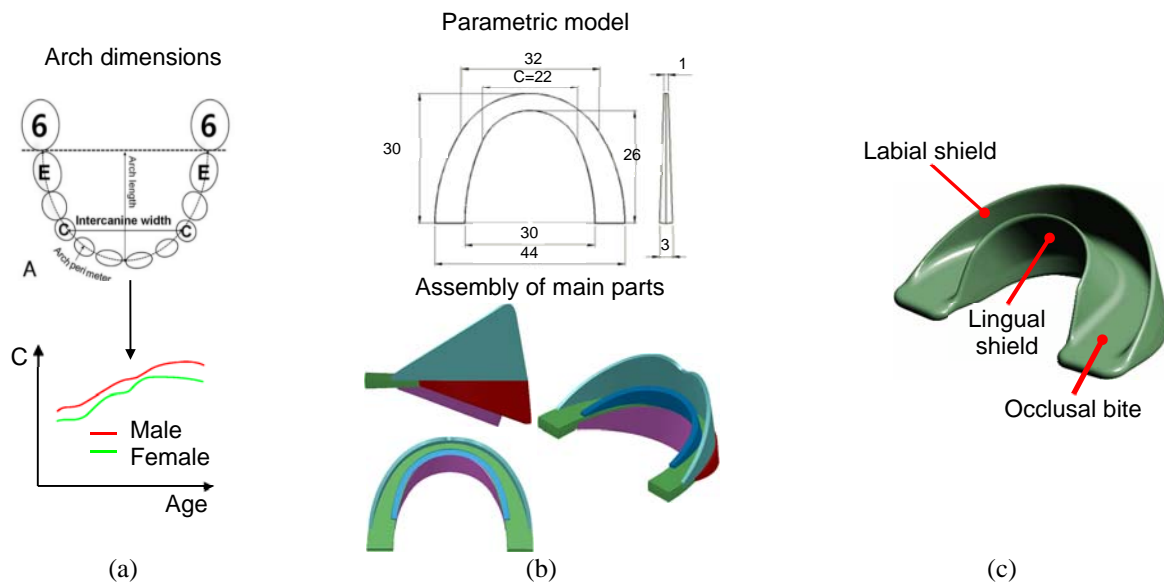 Arch dimensions
6
6
E
E
Arch length
Intercanine width
C
C
Arch perimeter
A
C
Male
Female
Age
(a)
Parametric model
32
C=22
1
30
26
30
44
3
Assembly of main parts
(b)
Labial shield
Lingual
shield
Occlusal bite
(c)